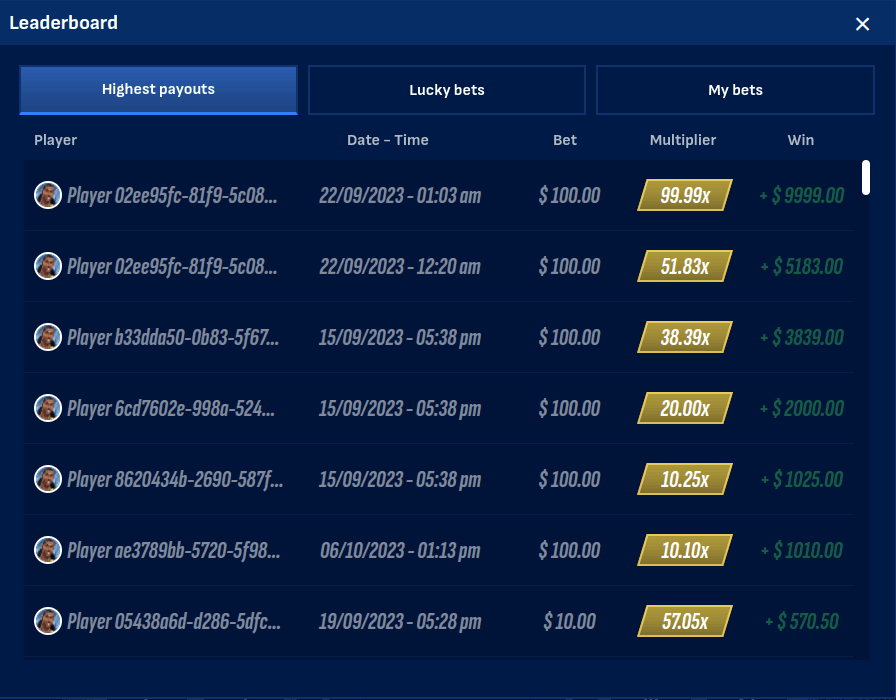 Leaderboard
Highest payouts Lucky bets My bets
Player Date - Time Bet Multiplier Win
Player 02ee95fc-81f9-5c08... 22/09/2023 - 01:03 am $ 100.00 99.99x + $ 9999.00
Player 02ee95fc-81f9-5c08... 22/09/2023 - 12:20 am $ 100.00 51.83x + $ 5183.00
Player b33dda50-0b83-5f67... 15/09/2023 - 05:38 pm $ 100.00 38.39x + $ 3839.00
Player 6cd7602e-998a-524... 15/09/2023 - 05:38 pm $ 100.00 20.00x + $ 2000.00
Player 8620434b-2690-587f... 15/09/2023 - 05:38 pm $ 100.00 10.25x + $ 1025.00
Player ae3789bb-5720-5f98... 06/10/2023 - 01:13 pm $ 100.00 10.10x + $ 1010.00
Player 05438a6d-d286-5dfc... 19/09/2023 - 05:28 pm $ 10.00 57.05x + $ 570.50